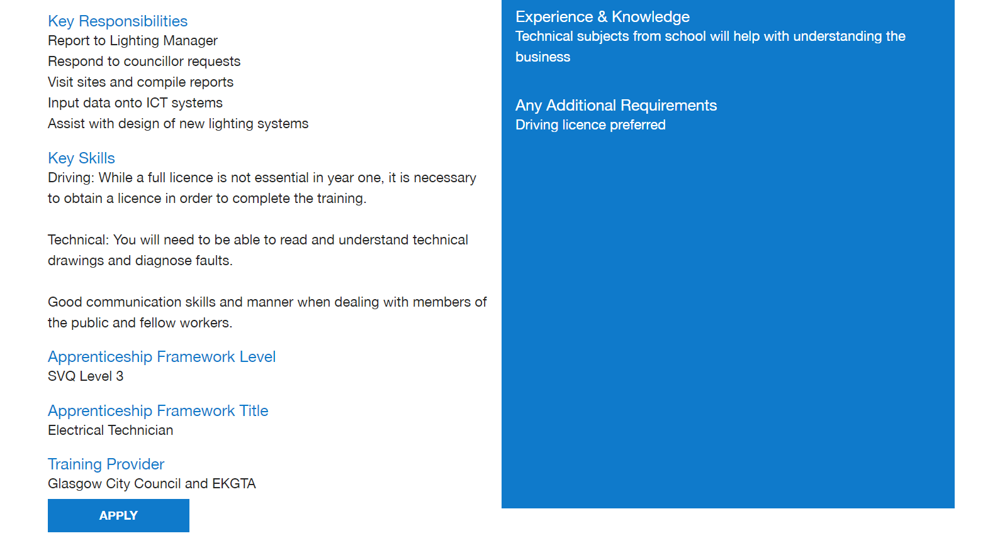 Key Responsibilities
Report to Lighting Manager
Respond to councillor requests
Visit sites and compile reports
Input data onto ICT systems
Assist with design of new lighting systems
Key Skills
Driving: While a full licence is not essential in year one, it is necessary
to obtain a licence in order to complete the training.
Technical: You will need to be able to read and understand technical
drawings and diagnose faults.
Good communication skills and manner when dealing with members of
the public and fellow workers.
Apprenticeship Framework Level
SVQ Level 3
Apprenticeship Framework Title
Electrical Technician
Training Provider
Glasgow City Council and EKGTA
APPLY
Experience & Knowledge
Technical subjects from school will help with understanding the
business
Any Additional Requirements
Driving licence preferred